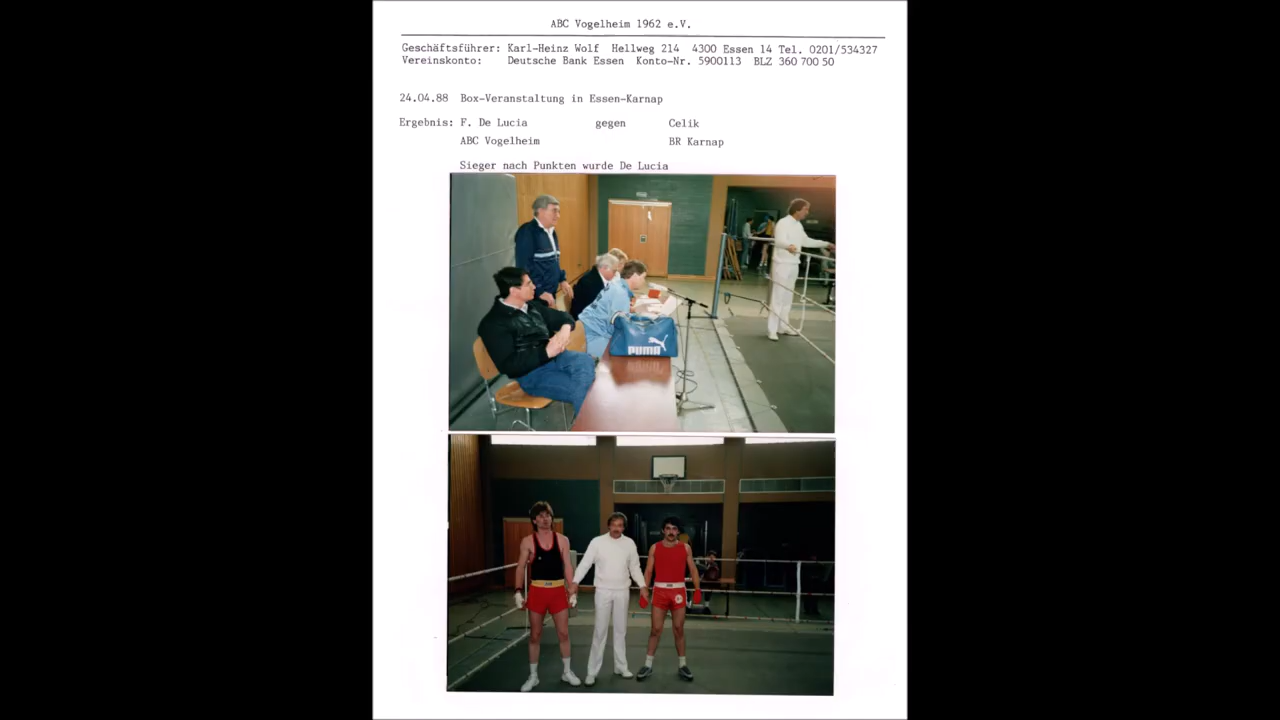 ABC Vogelheim 1962 e.V.
Geschäftsführer: Karl-Heinz Wolf Hellweg 214 4300 Essen 14 Tel. 0201/534327
Vereinskonto: Deutsche Bank Essen Konto-Nr. 5900113 BLZ 360 700 50
24.04.88 Box-Veranstaltung in Essen-Karnap
Ergebnis: F. De Lucia gegen Celik
ABC Vogelheim BR Karnap
Sieger nach Punkten wurde De Lucia
PUMA